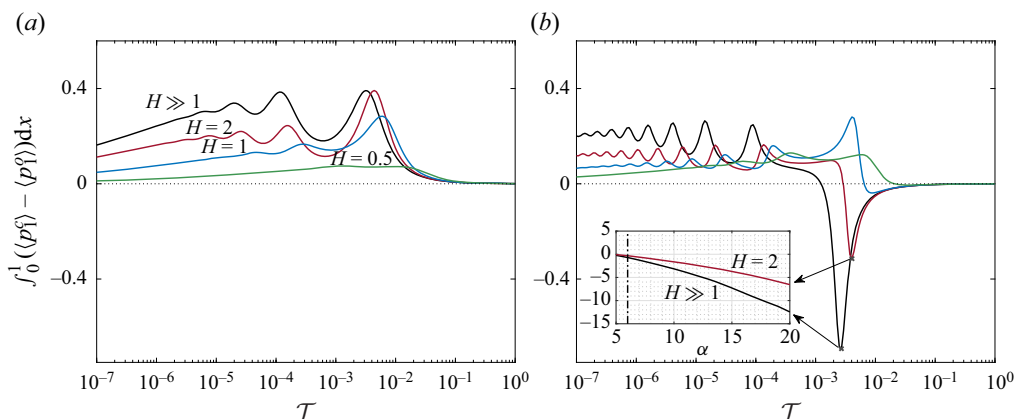 (a)
(b)
∫₀¹(⟨p₁ᶜ⟩ − ⟨p₁ᵒ⟩)dx
0.4
0
−0.4
H ≫ 1
H = 2
H = 1
H = 0.5
10⁻⁷ 10⁻⁶ 10⁻⁵ 10⁻⁴ 10⁻³ 10⁻² 10⁻¹ 10⁰
𝒯
0.4
0
−0.4
0
−5
−10
−15
H = 2
H ≫ 1
5 10 15 20
α
10⁻⁷ 10⁻⁶ 10⁻⁵ 10⁻⁴ 10⁻³ 10⁻² 10⁻¹ 10⁰
𝒯